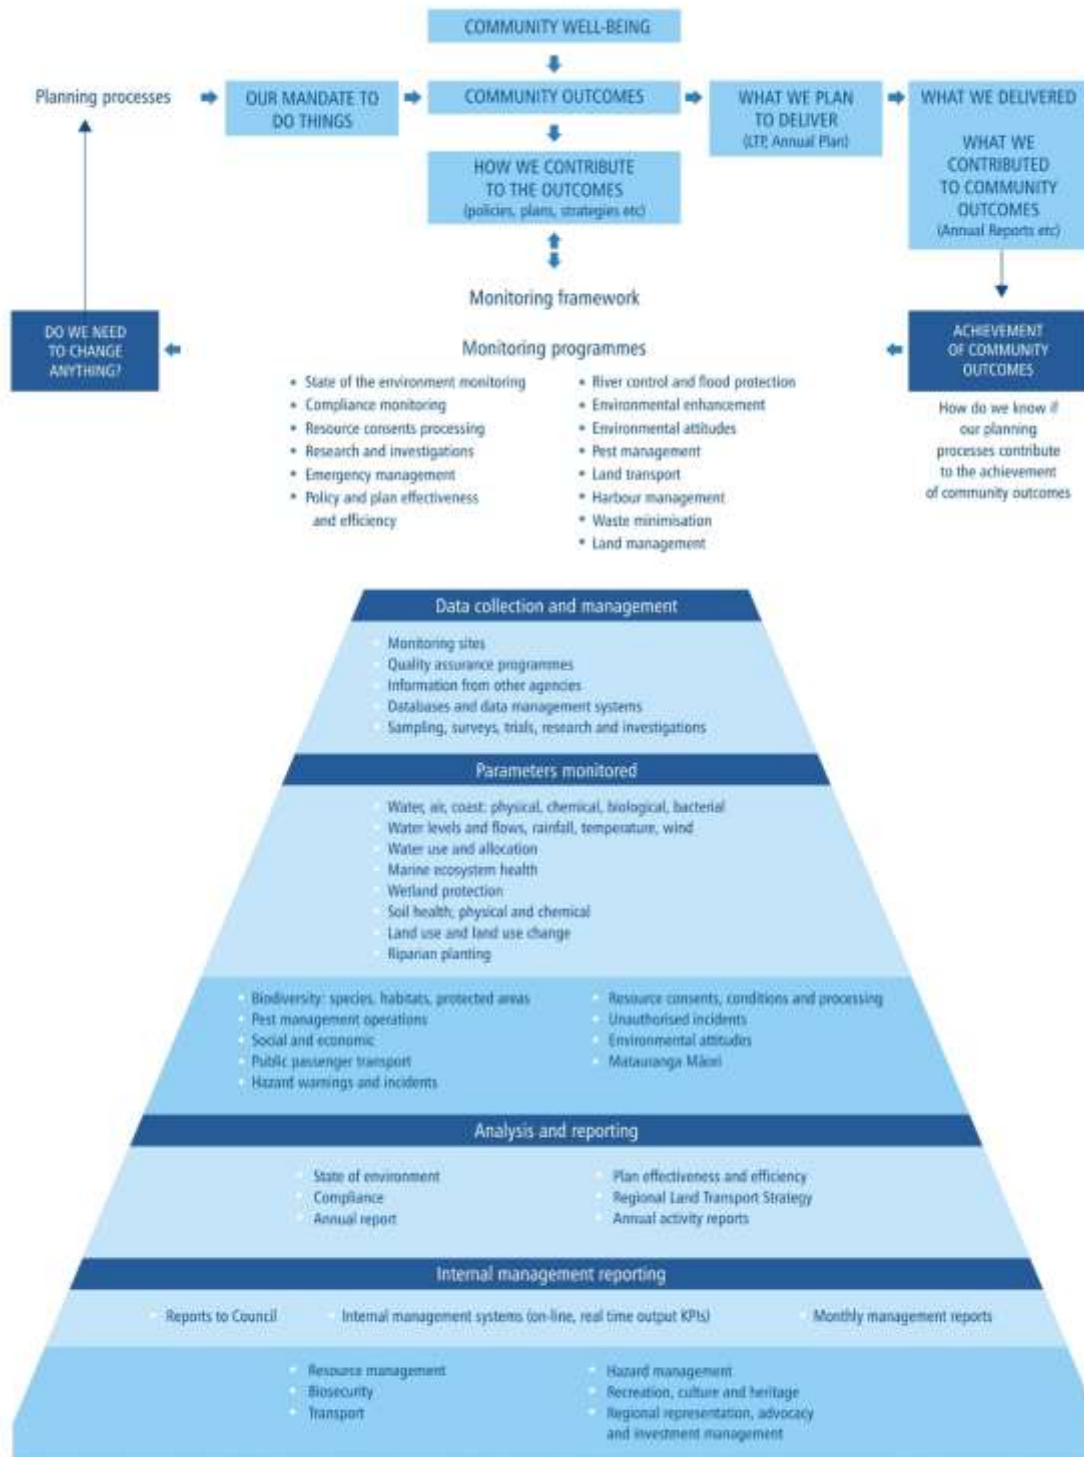 COMMUNITY WELL-BEING
Planning processes
OUR MANDATE TO
DO THINGS
COMMUNITY OUTCOMES
WHAT WE PLAN
TO DELIVER
(LTP, Annual Plan)
WHAT WE DELIVERED
WHAT WE
CONTRIBUTED
TO COMMUNITY
OUTCOMES
(Annual Reports etc)
HOW WE CONTRIBUTE
TO THE OUTCOMES
(policies, plans, strategies etc)
Monitoring framework
DO WE NEED
TO CHANGE
ANYTHING?
Monitoring programmes
• State of the environment monitoring
• Compliance monitoring
• Resource consents processing
• Research and investigations
• Emergency management
• Policy and plan effectiveness
and efficiency
• River control and flood protection
• Environmental enhancement
• Environmental attitudes
• Pest management
• Land transport
• Harbour management
• Waste minimisation
• Land management
ACHIEVEMENT
OF COMMUNITY
OUTCOMES
How do we know if
our planning
processes contribute
to the achievement
of community outcomes
Data collection and management
• Monitoring sites
• Quality assurance programmes
• Information from other agencies
• Databases and data management systems
• Sampling, surveys, trials, research and investigations
Parameters monitored
• Water, air, coast: physical, chemical, biological, bacterial
• Water levels and flows, rainfall, temperature, wind
• Water use and allocation
• Marine ecosystem health
• Wetland protection
• Soil health; physical and chemical
• Land use and land use change
• Riparian planting
• Biodiversity: species, habitats, protected areas
• Pest management operations
• Social and economic
• Public passenger transport
• Hazard warnings and incidents
• Resource consents, conditions and processing
• Unauthorised incidents
• Environmental attitudes
• Matauranga Māori
Analysis and reporting
• State of environment
• Compliance
• Annual report
• Plan effectiveness and efficiency
• Regional Land Transport Strategy
• Annual activity reports
Internal management reporting
• Reports to Council
• Internal management systems (on-line, real time output KPIs)
• Monthly management reports
• Resource management
• Biosecurity
• Transport
• Hazard management
• Recreation, culture and heritage
• Regional representation, advocacy
and investment management